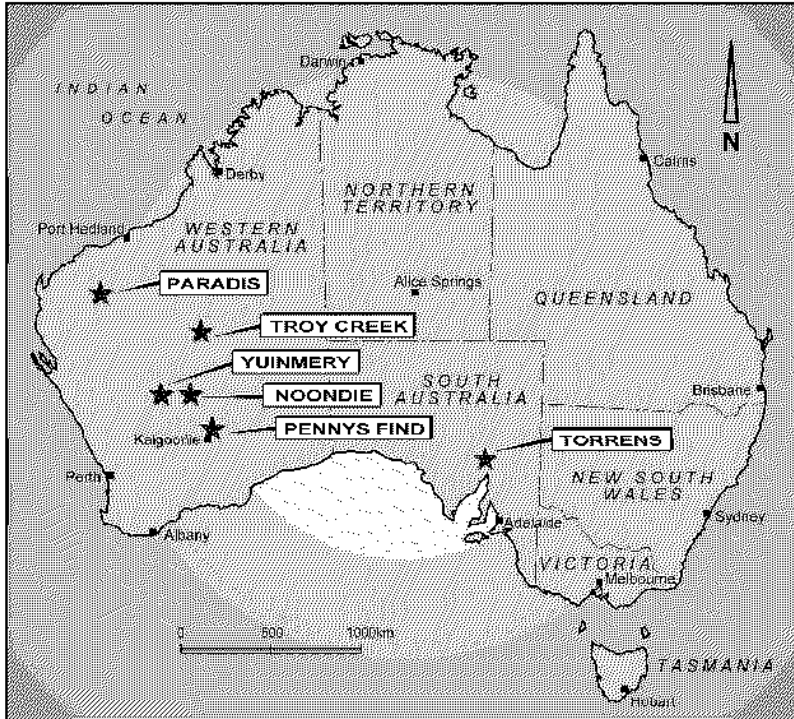 Darwin
INDIAN
OCEAN
N
Cairns
Derby
NORTHERN
TERRITORY
Port Hedland
WESTERN
AUSTRALIA
PARADIS
Alice Springs
QUEENSLAND
TROY CREEK
YUINMERY
SOUTH
AUSTRALIA
NOONDIE
Brisbane
PENNYS FIND
Kalgoorlie
TORRENS
Perth
NEW SOUTH
WALES
Albany
Adelaide
Sydney
VICTORIA
Melbourne
0 500 1000km
TASMANIA
Hobart